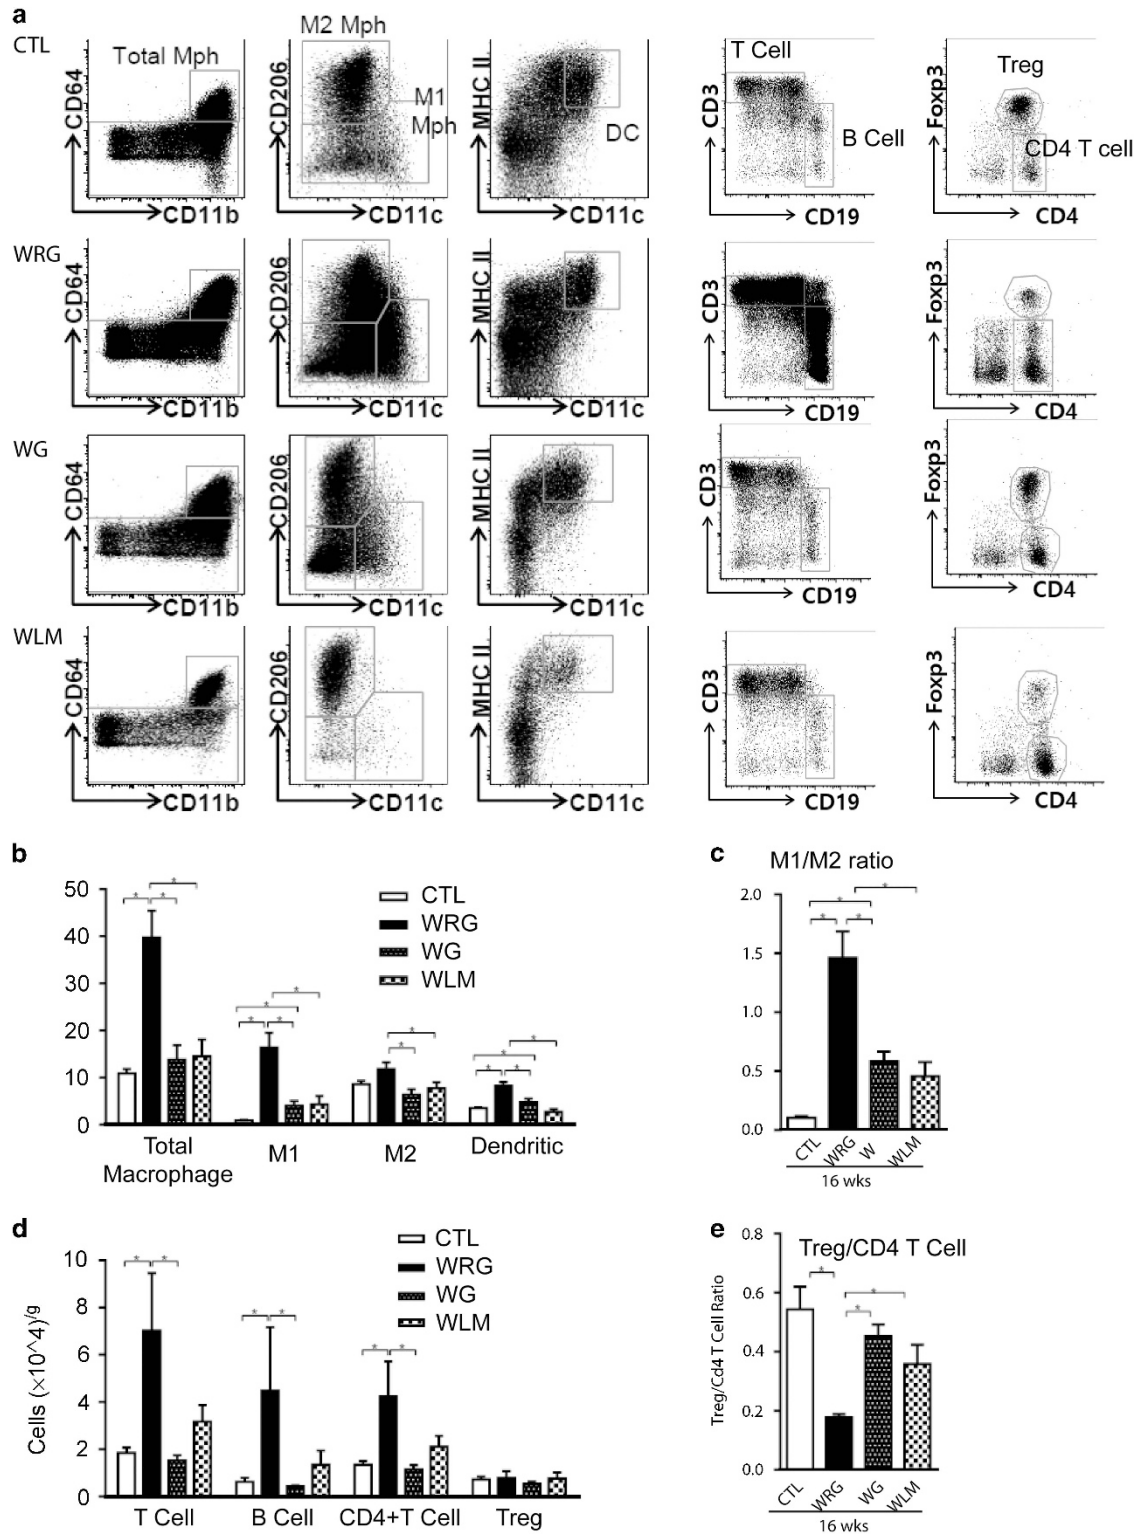 a
CTL
Total Mph
CD64
CD11b
M2 Mph
CD206
M1
Mph
CD11c
MHC II
DC
CD11c
T Cell
CD3
B Cell
CD19
Foxp3
Treg
CD4 T cell
CD4
WRG
CD64
CD11b
CD206
CD11c
MHC II
CD11c
CD3
CD19
Foxp3
CD4
WG
CD64
CD11b
CD206
CD11c
MHC II
CD11c
CD3
CD19
Foxp3
CD4
WLM
CD64
CD11b
CD206
CD11c
MHC II
CD11c
CD3
CD19
Foxp3
CD4
b
50
40
30
20
10
0
* * *
* * * *
* *
* * * *
CTL
WRG
WG
WLM
Total
Macrophage
M1
M2
Dendritic
c
M1/M2 ratio
2.0
1.5
1.0
0.5
0.0
* * * *
CTL
WRG
W
WLM
16 wks
d
Cells (×10^4)/g
10
8
6
4
2
0
* *
* *
* *
CTL
WRG
WG
WLM
T Cell
B Cell
CD4+T Cell
Treg
e
Treg/CD4 T Cell
Treg/Cd4 T Cell Ratio
0.8
0.6
0.4
0.2
0.0
* * *
CTL
WRG
WG
WLM
16 wks